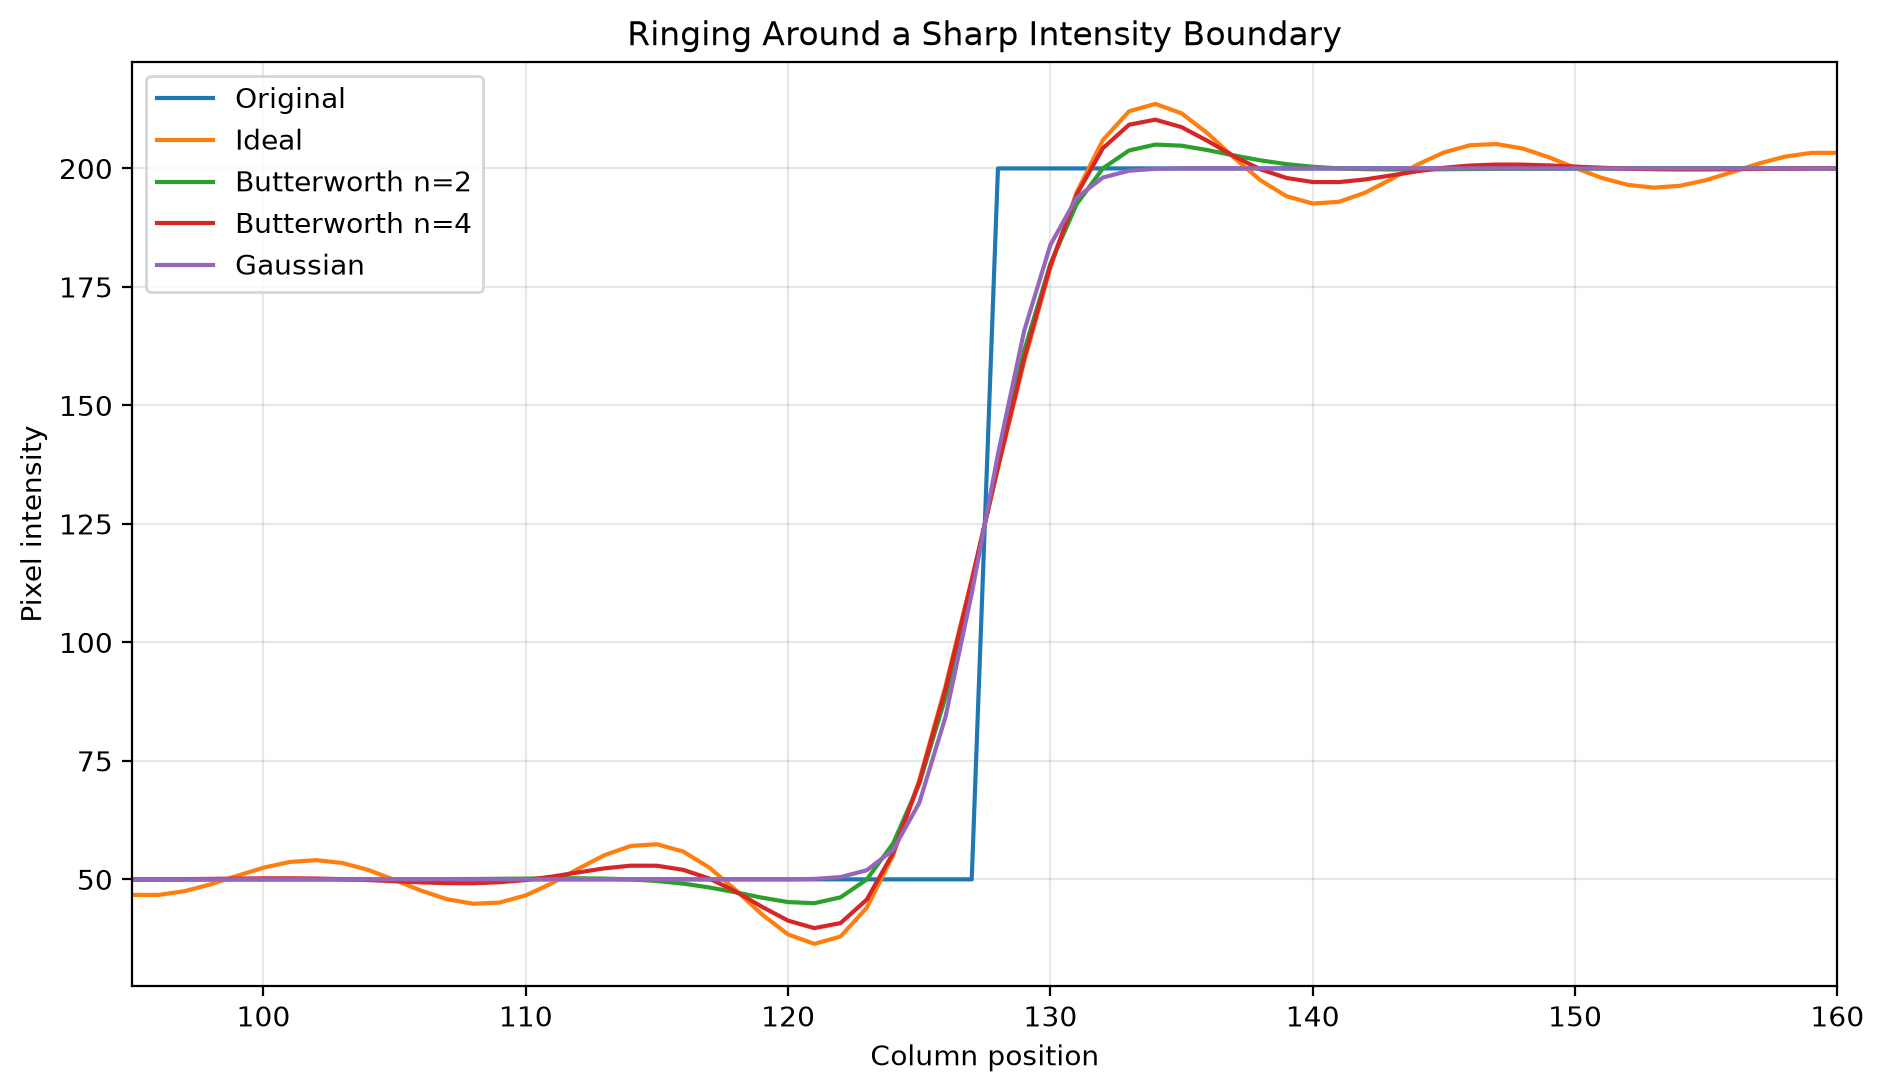 Ringing Around a Sharp Intensity Boundary
Original
Ideal
Butterworth n=2
Butterworth n=4
Gaussian
200
175
150
125
100
75
50
Pixel intensity
100 110 120 130 140 150 160
Column position